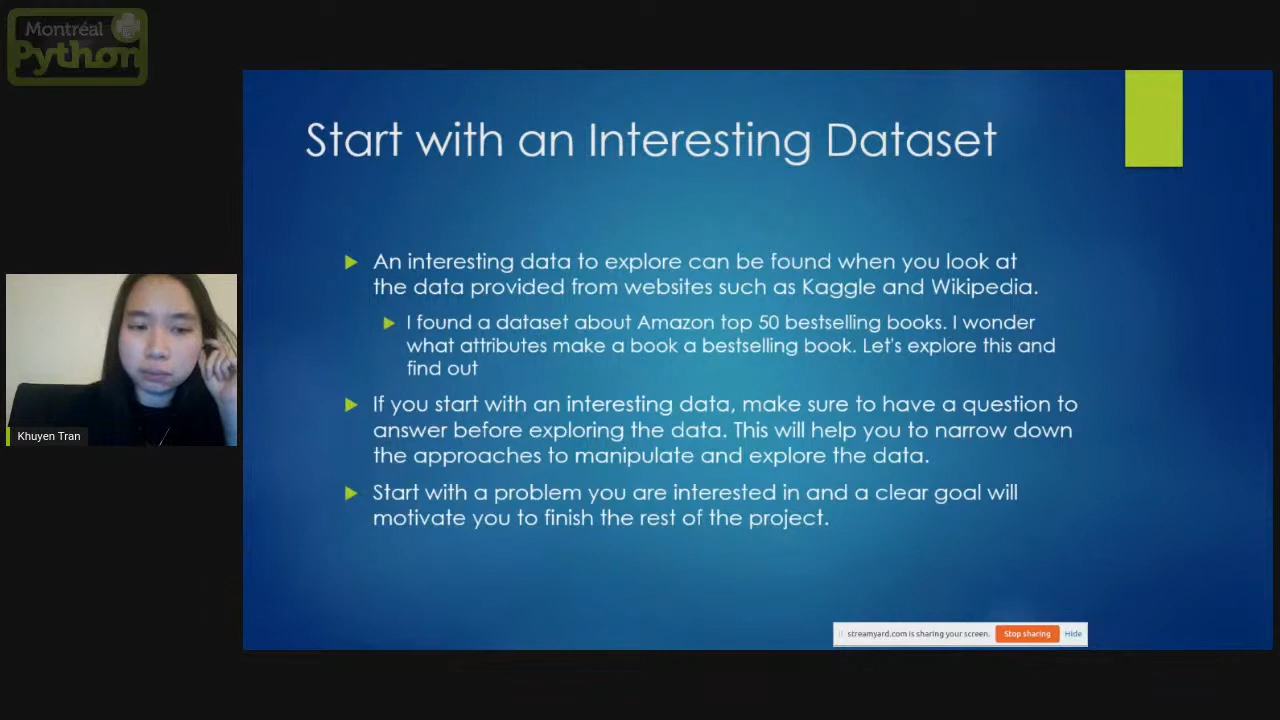 Montréal
Python
Start with an Interesting Dataset
An interesting data to explore can be found when you look at
the data provided from websites such as Kaggle and Wikipedia.
I found a dataset about Amazon top 50 bestselling books. I wonder
what attributes make a book a bestselling book. Let's explore this and
find out
If you start with an interesting data, make sure to have a question to
answer before exploring the data. This will help you to narrow down
the approaches to manipulate and explore the data.
Start with a problem you are interested in and a clear goal will
motivate you to finish the rest of the project.
Khuyen Tran
streamyard.com is sharing your screen. Stop sharing Hide